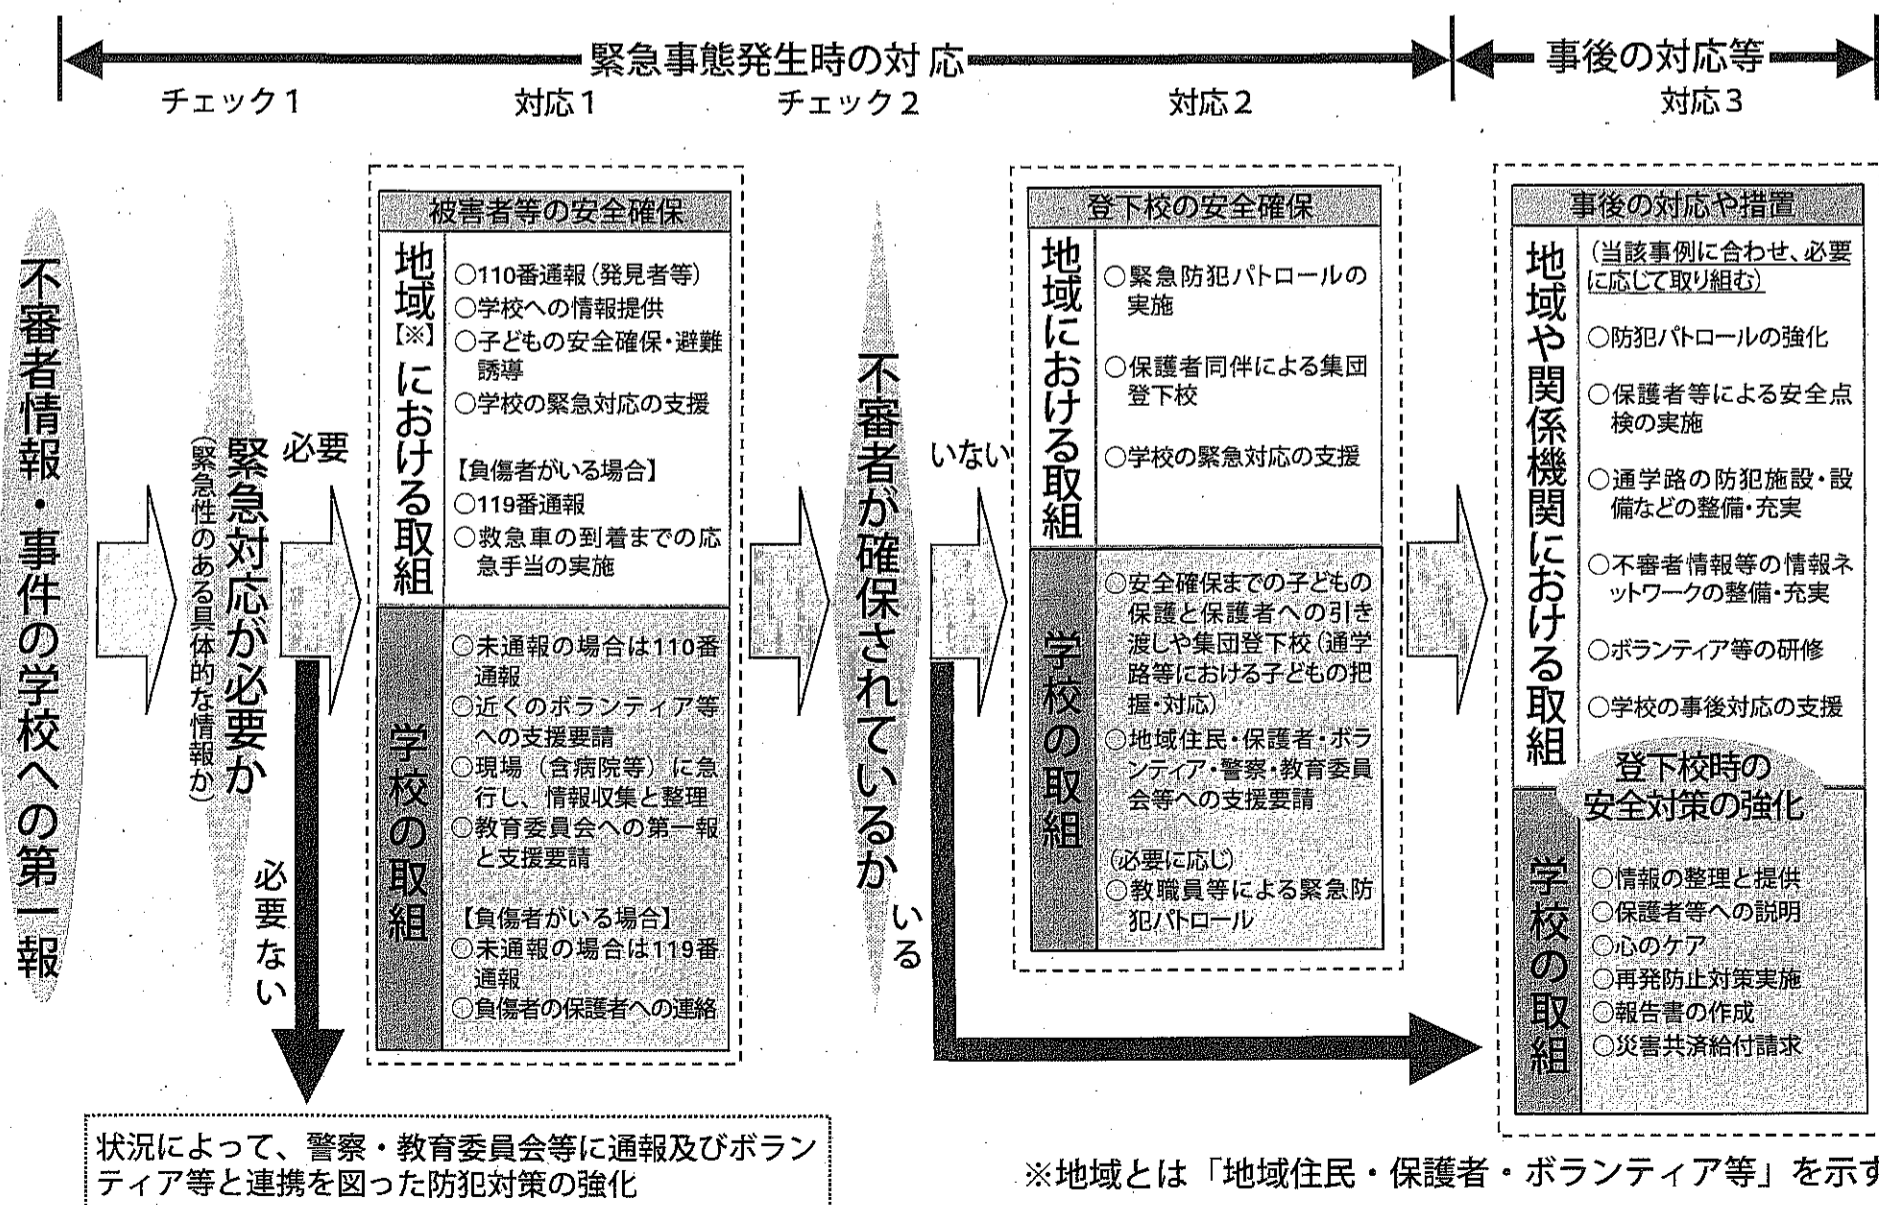 緊急事態発生時の対応
事後の対応等
チェック1
対応1
チェック2
対応2
対応3
不審者情報・事件の学校への第一報
緊急対応が必要か
(緊急性のある具体的な情報か)
必要
必要ない
被害者等の安全確保
地域【※】における取組
○110番通報(発見者等)
○学校への情報提供
○子どもの安全確保・避難
誘導
○学校の緊急対応の支援
【負傷者がいる場合】
○119番通報
○救急車の到着までの応
急手当の実施
学校の取組
○未通報の場合は110番
通報
○近くのボランティア等
への支援要請
○現場(含病院等)に急
行し、情報収集と整理
○教育委員会への第一報
と支援要請
【負傷者がいる場合】
○未通報の場合は119番
通報
○負傷者の保護者への連絡
不審者が確保されているか
いない
いる
登下校の安全確保
地域における取組
○緊急防犯パトロールの
実施
○保護者同伴による集団
登下校
○学校の緊急対応の支援
学校の取組
○安全確保までの子どもの
保護と保護者への引き
渡しや集団登下校(通学
路等における子どもの把
握・対応)
○地域住民・保護者・ボラ
ンティア・警察・教育委員
会等への支援要請
(必要に応じ)
○教職員等による緊急防
犯パトロール
事後の対応や措置
地域や関係機関における取組
(当該事例に合わせ、必要
に応じて取り組む)
○防犯パトロールの強化
○保護者等による安全点
検の実施
○通学路の防犯施設・設
備などの整備・充実
○不審者情報等の情報ネ
ットワークの整備・充実
○ボランティア等の研修
○学校の事後対応の支援
登下校時の
安全対策の強化
学校の取組
○情報の整理と提供
○保護者等への説明
○心のケア
○再発防止対策実施
○報告書の作成
○災害共済給付請求
状況によって、警察・教育委員会等に通報及びボラン
ティア等と連携を図った防犯対策の強化
※地域とは「地域住民・保護者・ボランティア等」を示す